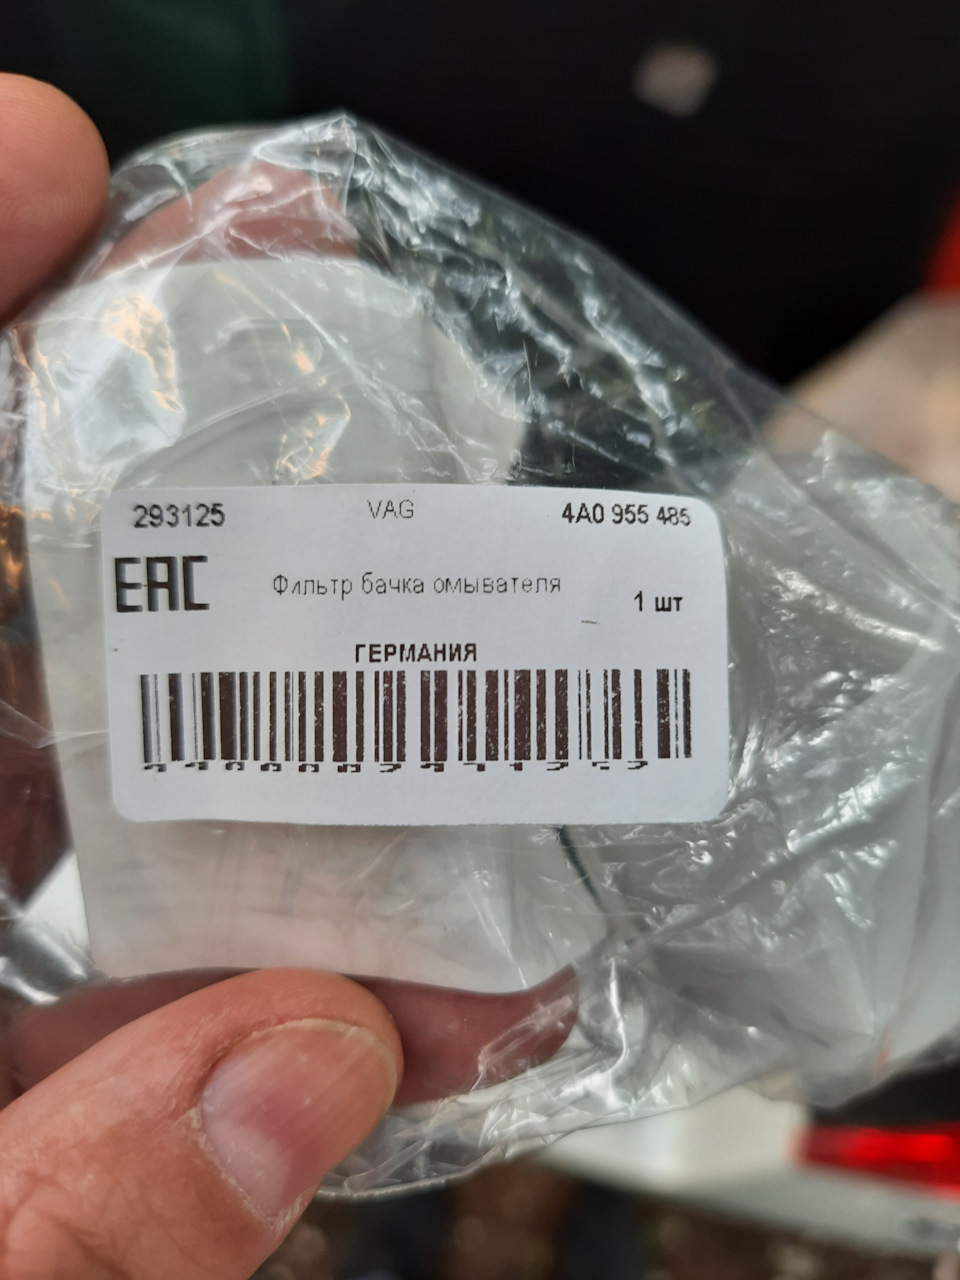 293125 VAG 4A0 955 485
EAC Фильтр бачка омывателя 1 шт
ГЕРМАНИЯ